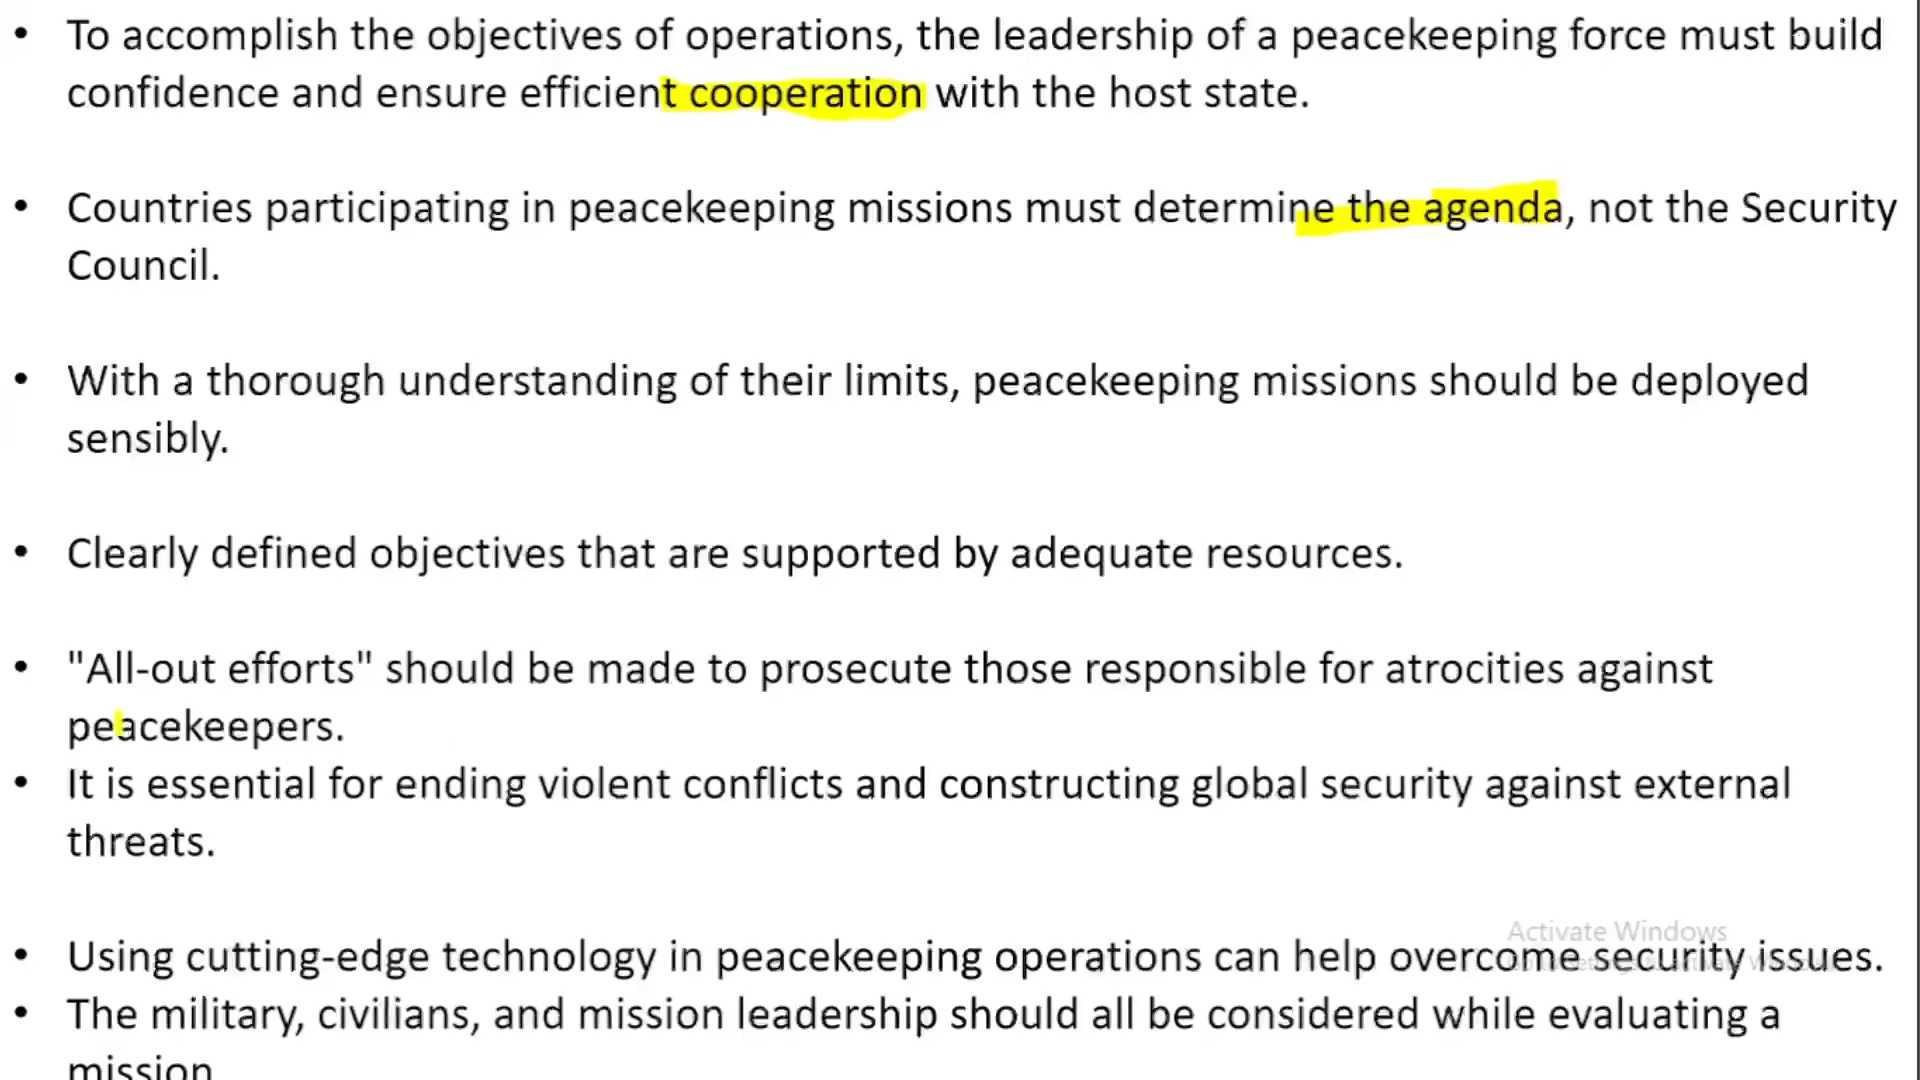 • To accomplish the objectives of operations, the leadership of a peacekeeping force must build
confidence and ensure efficient cooperation with the host state.
• Countries participating in peacekeeping missions must determine the agenda, not the Security
Council.
• With a thorough understanding of their limits, peacekeeping missions should be deployed
sensibly.
• Clearly defined objectives that are supported by adequate resources.
• "All-out efforts" should be made to prosecute those responsible for atrocities against
peacekeepers.
• It is essential for ending violent conflicts and constructing global security against external
threats.
Activate Windows
• Using cutting-edge technology in peacekeeping operations can help overcome security issues.
• The military, civilians, and mission leadership should all be considered while evaluating a
mission